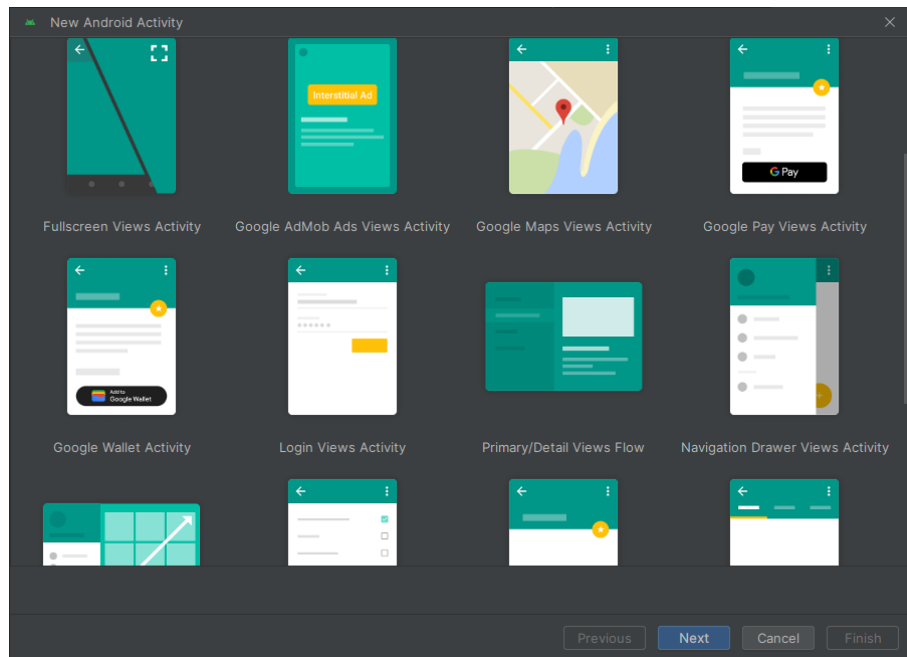 New Android Activity
Interstitial Ad
G Pay
Fullscreen Views Activity
Google AdMob Ads Views Activity
Google Maps Views Activity
Google Pay Views Activity
Add to
Google Wallet
Google Wallet Activity
Login Views Activity
Primary/Detail Views Flow
Navigation Drawer Views Activity
Previous
Next
Cancel
Finish